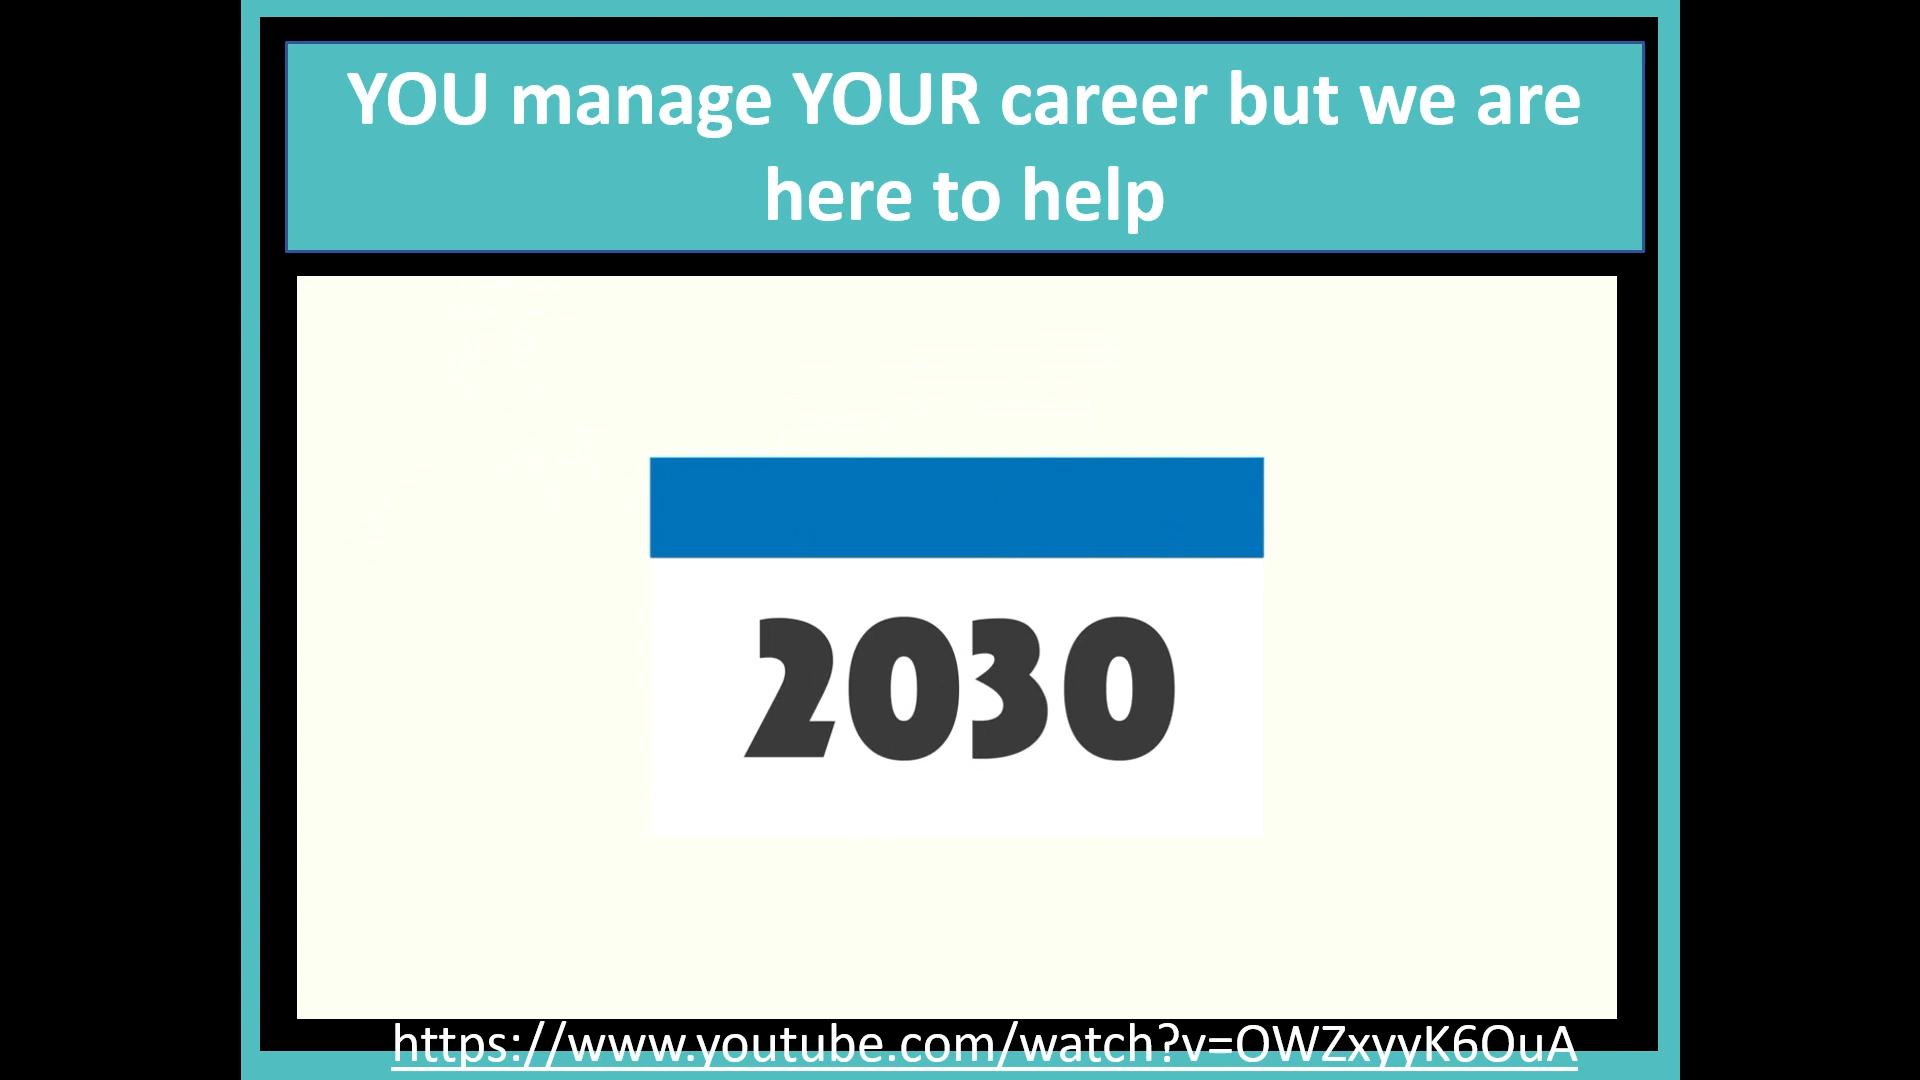 YOU manage YOUR career but we are
here to help
2030
https://www.youtube.com/watch?v=OWZxyyK6OuA